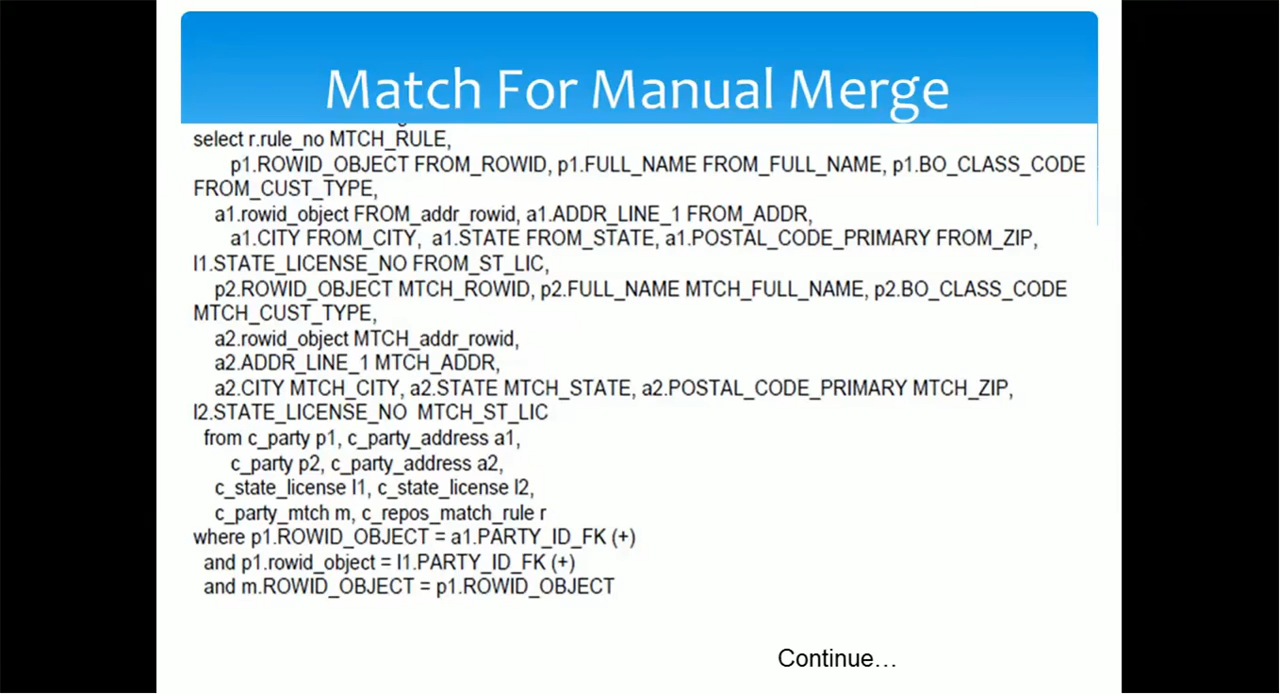 Match For Manual Merge
select r.rule_no MTCH_RULE,
p1.ROWID_OBJECT FROM_ROWID, p1.FULL_NAME FROM_FULL_NAME, p1.BO_CLASS_CODE
FROM_CUST_TYPE,
a1.rowid_object FROM_addr_rowid, a1.ADDR_LINE_1 FROM_ADDR,
a1.CITY FROM_CITY, a1.STATE FROM_STATE, a1.POSTAL_CODE_PRIMARY FROM_ZIP,
l1.STATE_LICENSE_NO FROM_ST_LIC,
p2.ROWID_OBJECT MTCH_ROWID, p2.FULL_NAME MTCH_FULL_NAME, p2.BO_CLASS_CODE
MTCH_CUST_TYPE,
a2.rowid_object MTCH_addr_rowid,
a2.ADDR_LINE_1 MTCH_ADDR,
a2.CITY MTCH_CITY, a2.STATE MTCH_STATE, a2.POSTAL_CODE_PRIMARY MTCH_ZIP,
l2.STATE_LICENSE_NO MTCH_ST_LIC
from c_party p1, c_party_address a1,
c_party p2, c_party_address a2,
c_state_license l1, c_state_license l2,
c_party_mtch m, c_repos_match_rule r
where p1.ROWID_OBJECT = a1.PARTY_ID_FK (+)
and p1.rowid_object = l1.PARTY_ID_FK (+)
and m.ROWID_OBJECT = p1.ROWID_OBJECT
Continue…